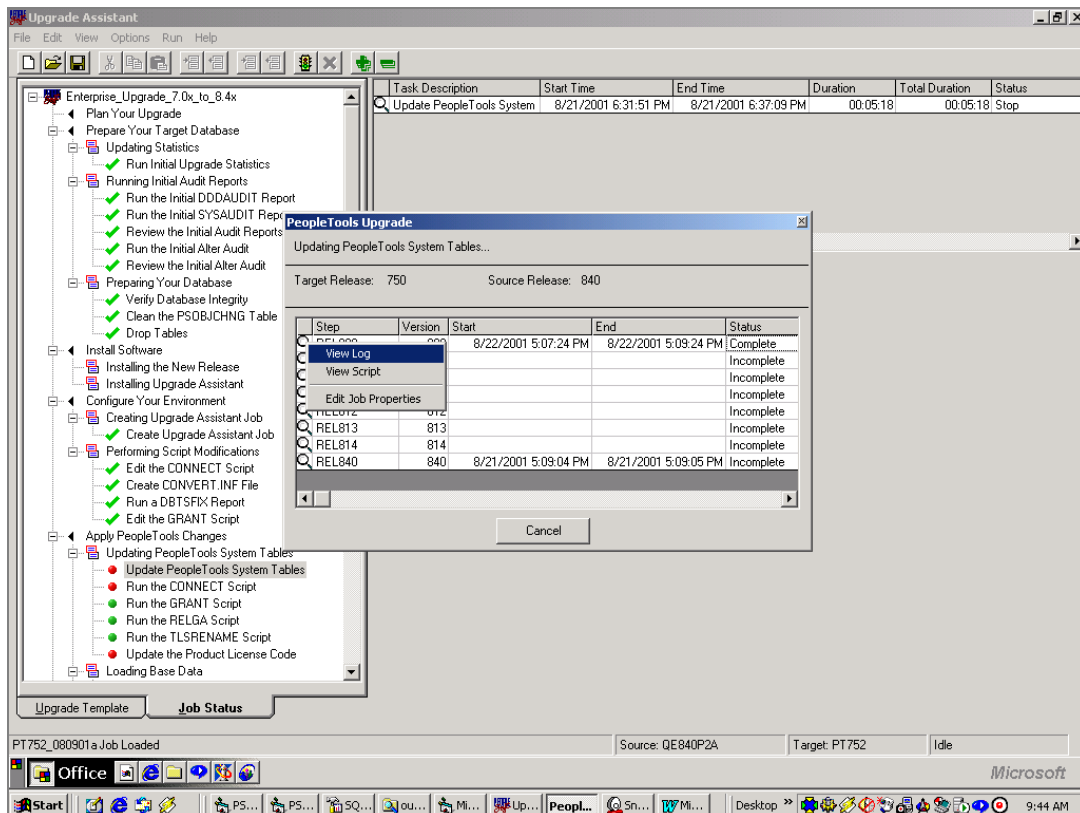 Upgrade Assistant
File Edit View Options Run Help
Enterprise_Upgrade_7.0x_to_8.4x
Plan Your Upgrade
Prepare Your Target Database
Updating Statistics
Run Initial Upgrade Statistics
Running Initial Audit Reports
Run the Initial DDDAUDIT Report
Run the Initial SYSAUDIT Repo
Review the Initial Audit Reports
Run the Initial Alter Audit
Review the Initial Alter Audit
Preparing Your Database
Verify Database Integrity
Clean the PSOBJCHNG Table
Drop Tables
Install Software
Installing the New Release
Installing Upgrade Assistant
Configure Your Environment
Creating Upgrade Assistant Job
Create Upgrade Assistant Job
Performing Script Modifications
Edit the CONNECT Script
Create CONVERT.INF File
Run a DBTSFIX Report
Edit the GRANT Script
Apply PeopleTools Changes
Updating PeopleTools System Tables
Update PeopleTools System Tables
Run the CONNECT Script
Run the GRANT Script
Run the RELGA Script
Run the TLSRENAME Script
Update the Product License Code
Loading Base Data
Upgrade Template Job Status
Task Description Start Time End Time Duration Total Duration Status
Update PeopleTools System 8/21/2001 6:31:51 PM 8/21/2001 6:37:09 PM 00:05:18 00:05:18 Stop
PeopleTools Upgrade
Updating PeopleTools System Tables...
Target Release: 750 Source Release: 840
Step Version Start End Status
8/22/2001 5:07:24 PM 8/22/2001 5:09:24 PM Complete
Incomplete
Incomplete
Incomplete
REL812 812 Incomplete
REL813 813 Incomplete
REL814 814 Incomplete
REL840 840 8/21/2001 5:09:04 PM 8/21/2001 5:09:05 PM Incomplete
View Log
View Script
Edit Job Properties
Cancel
PT752_080901a Job Loaded Source: QE840P2A Target: PT752 Idle
Office Microsoft
Start PS... PS... SQ... ou... Mi... Up... Peopl... Sn... Mi... Desktop » 9:44 AM